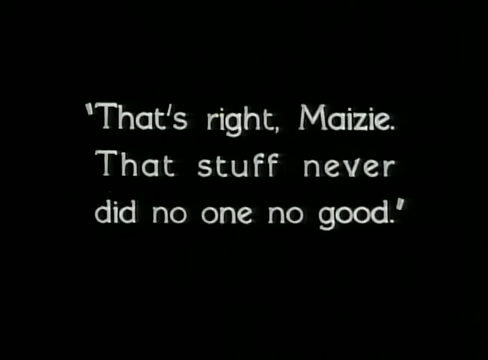 "That's right, Maizie.
That stuff never
did no one no good."